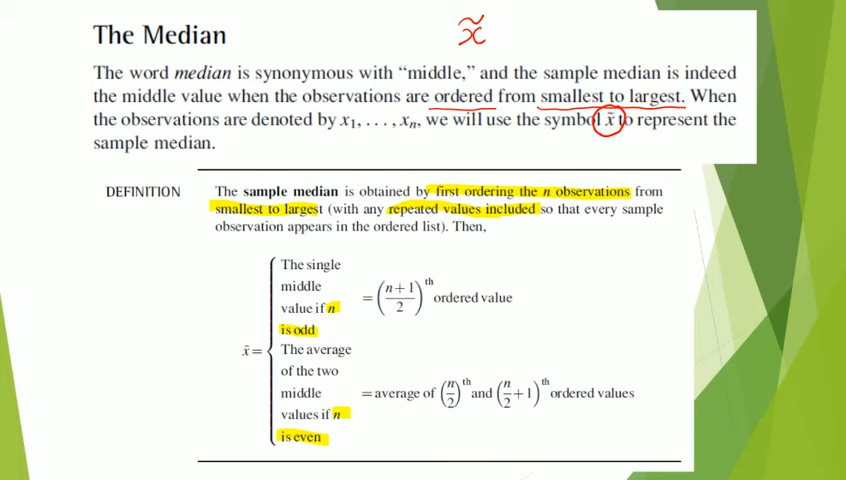 The Median
x̃
The word median is synonymous with “middle,” and the sample median is indeed
the middle value when the observations are ordered from smallest to largest. When
the observations are denoted by x₁, . . . , xₙ, we will use the symbol x̃ to represent the
sample median.
DEFINITION
The sample median is obtained by first ordering the n observations from
smallest to largest (with any repeated values included so that every sample
observation appears in the ordered list). Then,
The single
middle
value if n
is odd
= (n+1/2)^th ordered value
x̃ =
The average
of the two
middle
values if n
is even
= average of (n/2)^th and (n/2 + 1)^th ordered values